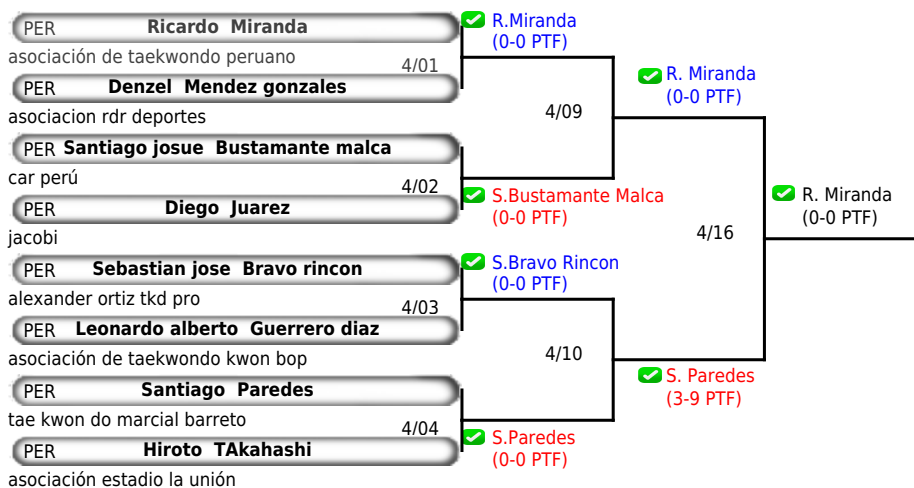 PER Ricardo Miranda
asociación de taekwondo peruano
4/01
PER Denzel Mendez gonzales
asociacion rdr deportes
PER Santiago josue Bustamante malca
car perú
4/02
PER Diego Juarez
jacobi
PER Sebastian jose Bravo rincon
alexander ortiz tkd pro
4/03
PER Leonardo alberto Guerrero diaz
asociación de taekwondo kwon bop
PER Santiago Paredes
tae kwon do marcial barreto
4/04
PER Hiroto TAkahashi
asociación estadio la unión
R.Miranda
(0-0 PTF)
4/09
S.Bustamante Malca
(0-0 PTF)
S.Bravo Rincon
(0-0 PTF)
4/10
S.Paredes
(0-0 PTF)
R. Miranda
(0-0 PTF)
4/16
S. Paredes
(3-9 PTF)
R. Miranda
(0-0 PTF)